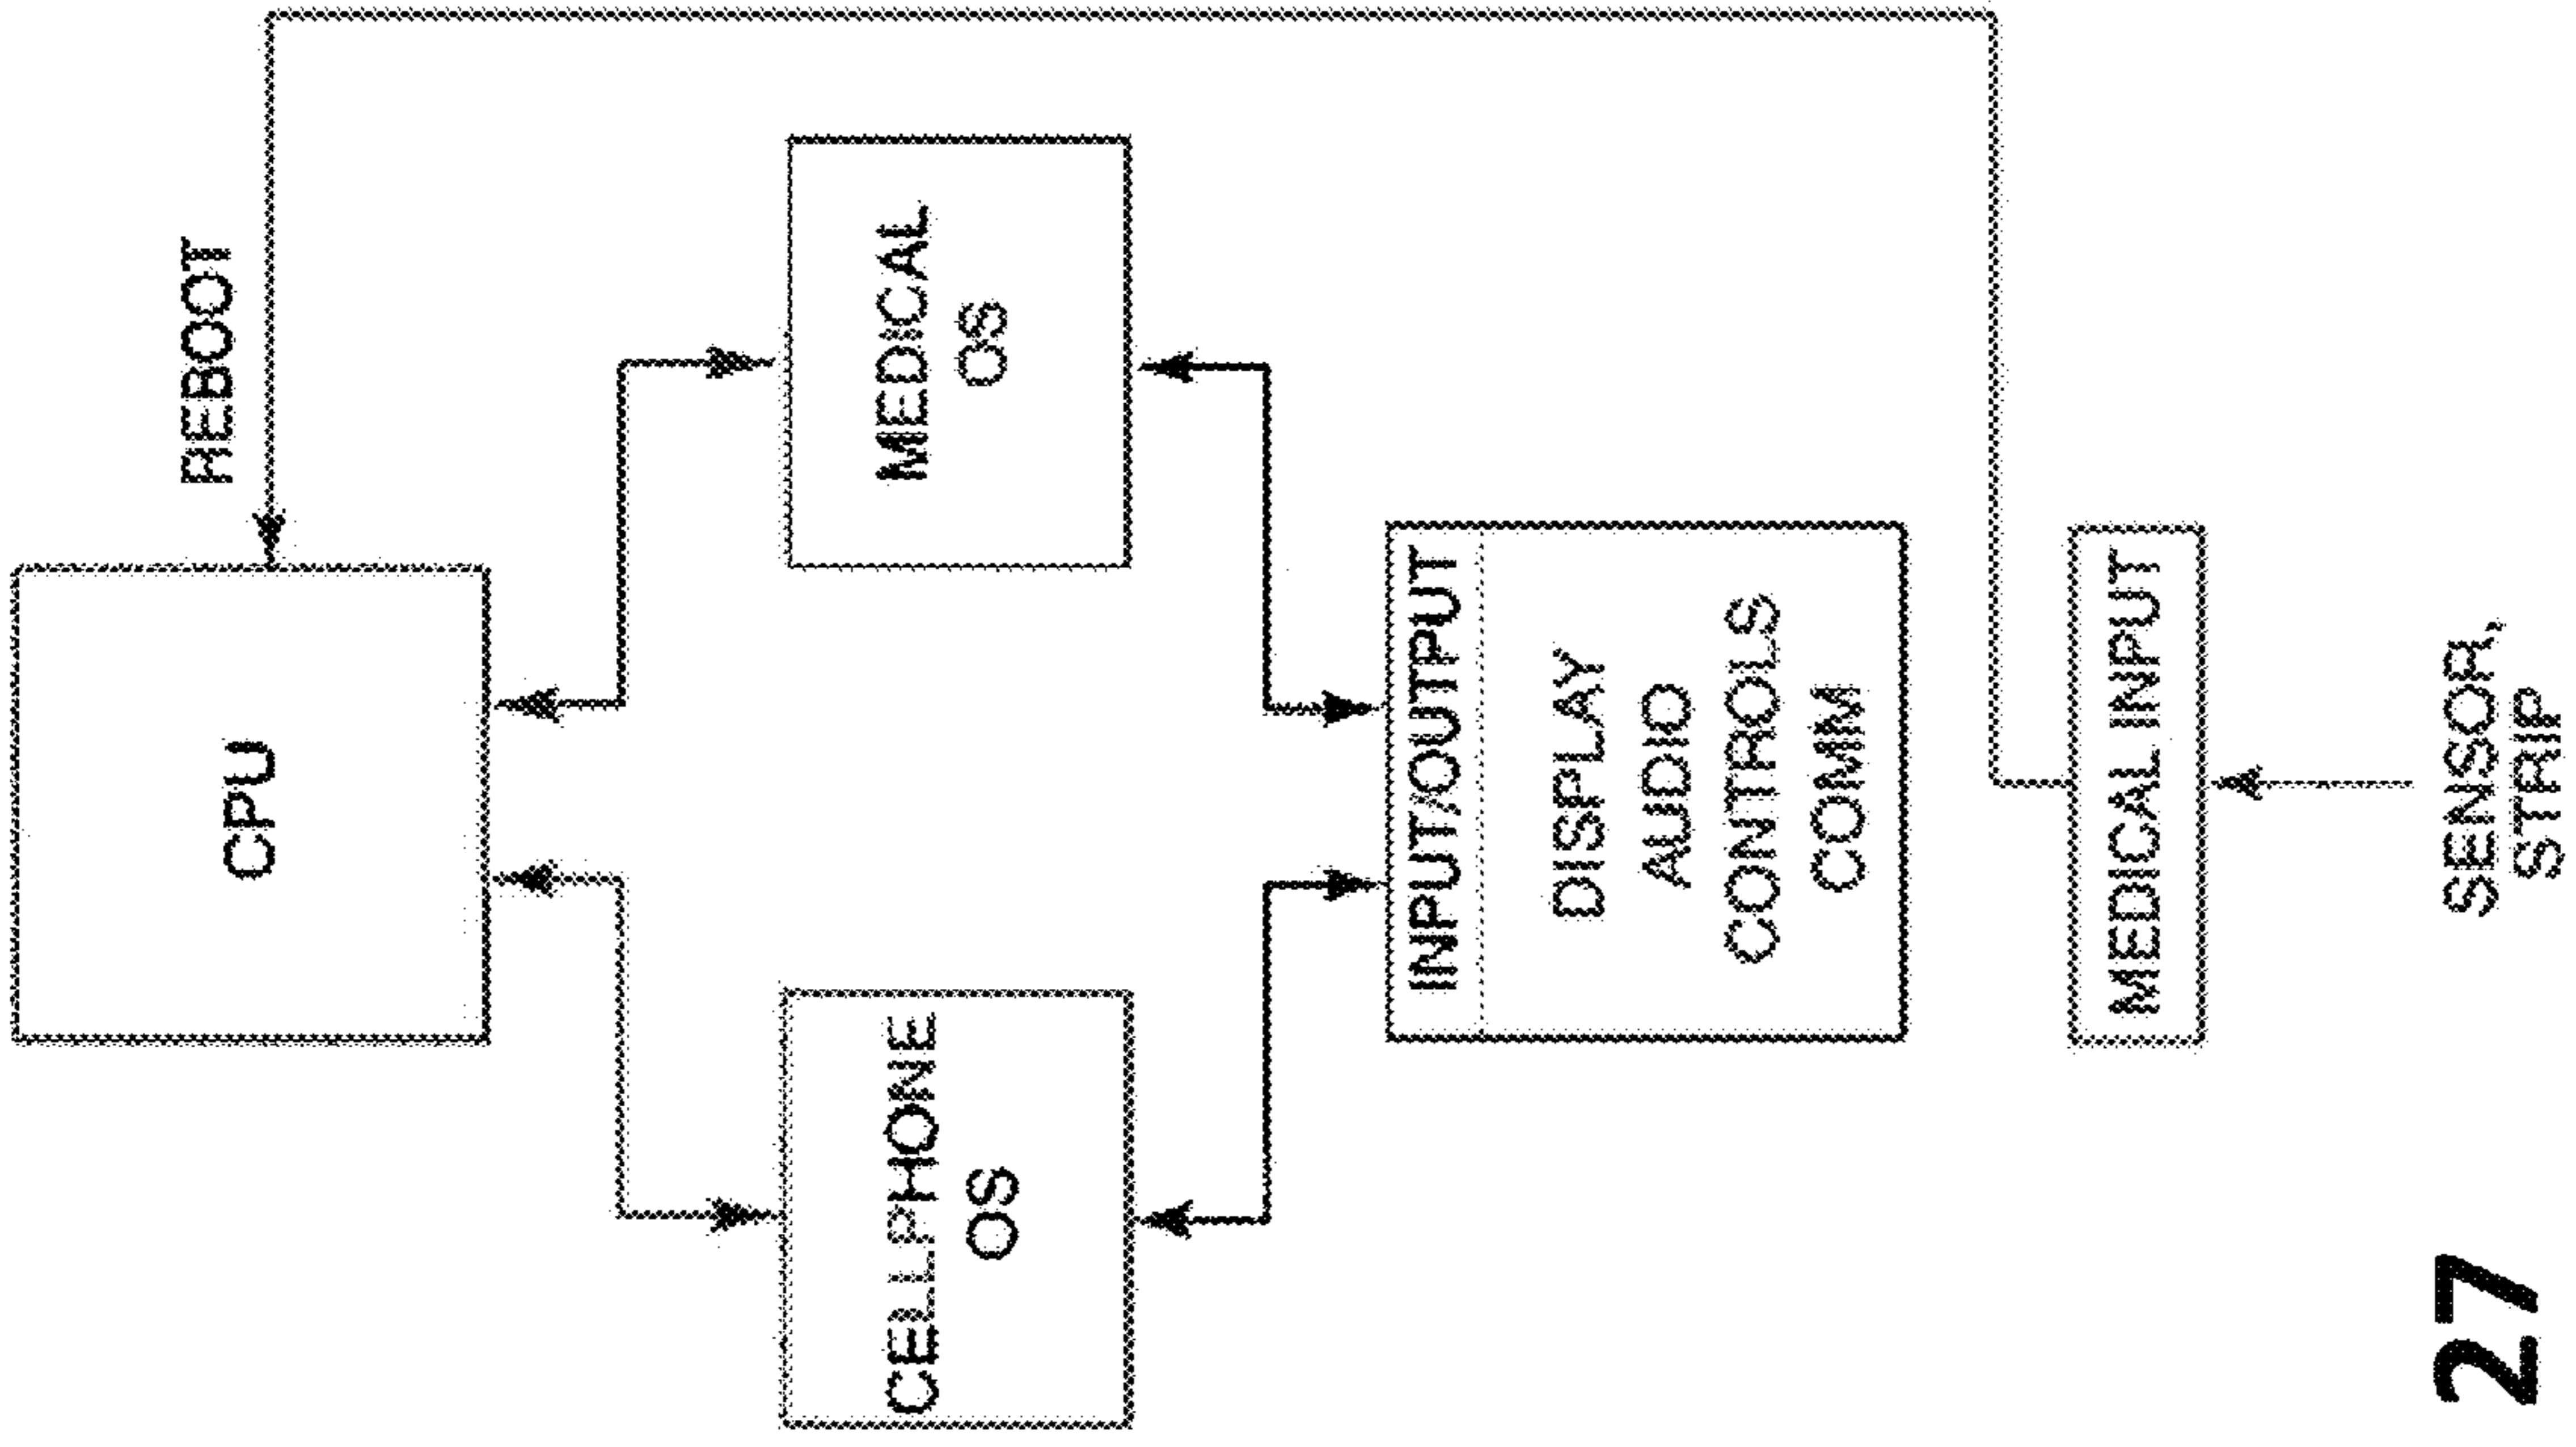 REBOOT
CPU
CELLPHONE
OS
MEDICAL
OS
INPUT/OUTPUT
DISPLAY
AUDIO
CONTROLS
COMM
MEDICAL INPUT
SENSOR,
STRIP
27